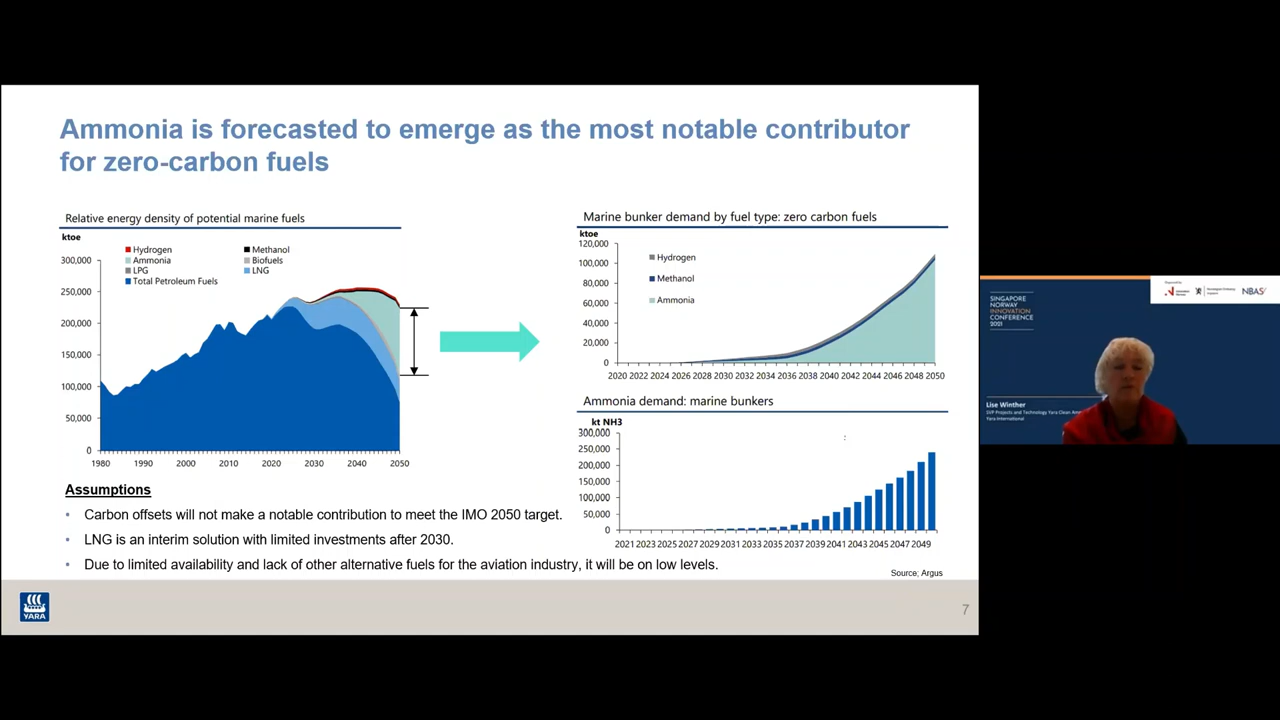 Ammonia is forecasted to emerge as the most notable contributor
for zero-carbon fuels
Relative energy density of potential marine fuels
ktoe
Hydrogen
Methanol
Ammonia
Biofuels
LPG
LNG
Total Petroleum Fuels
300,000
250,000
200,000
150,000
100,000
50,000
0
1980 1990 2000 2010 2020 2030 2040 2050
Marine bunker demand by fuel type: zero carbon fuels
ktoe
120,000
100,000
80,000
60,000
40,000
20,000
0
Hydrogen
Methanol
Ammonia
2020 2022 2024 2026 2028 2030 2032 2034 2036 2038 2040 2042 2044 2046 2048 2050
Ammonia demand: marine bunkers
kt NH3
300,000
250,000
200,000
150,000
100,000
50,000
0
2021 2023 2025 2027 2029 2031 2033 2035 2037 2039 2041 2043 2045 2047 2049
Assumptions
• Carbon offsets will not make a notable contribution to meet the IMO 2050 target.
• LNG is an interim solution with limited investments after 2030.
• Due to limited availability and lack of other alternative fuels for the aviation industry, it will be on low levels.
Source; Argus
YARA
7
SINGAPORE
NORWAY
INNOVATION
CONFERENCE
2021
NBAS
Lise Winther
SVP Projects and Technology Yara Clean
Yara International